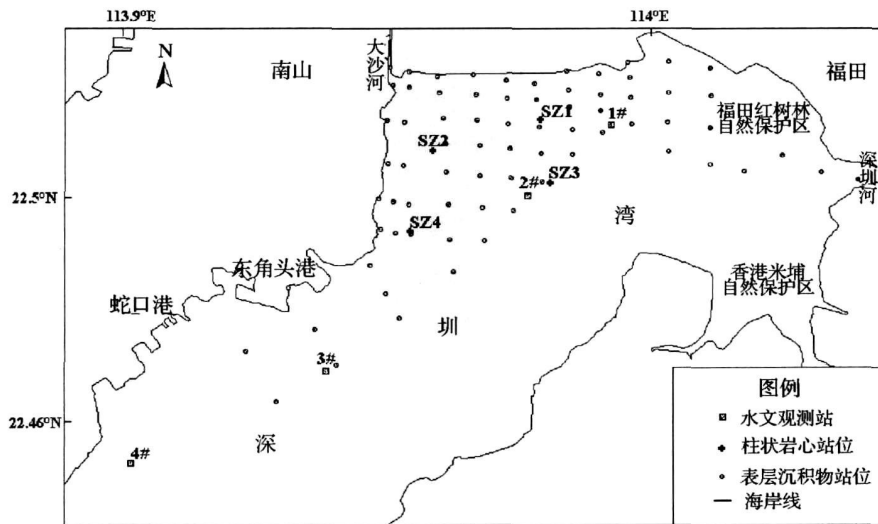 113.9°E
114°E
N
南山
大沙河
福田
福田红树林
自然保护区
SZ1
1#
SZ2
深圳河
SZ3
2#
22.5°N
SZ4
湾
东角头港
香港米埔
自然保护区
蛇口港
圳
3#
22.46°N
深
4#
图例
水文观测站
柱状岩心站位
表层沉积物站位
海岸线